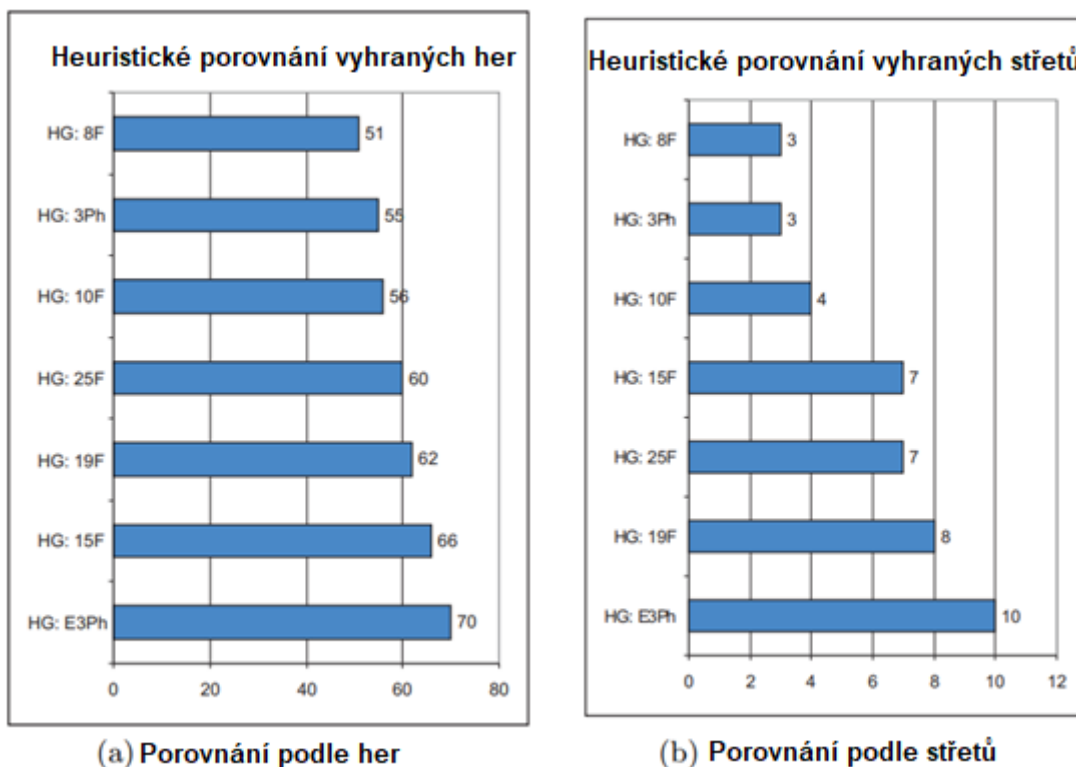 Heuristické porovnání vyhraných her
HG: 8F
51
HG: 3Ph
55
HG: 10F
56
HG: 25F
60
HG: 19F
62
HG: 15F
66
HG: E3Ph
70
0 20 40 60 80
(a) Porovnání podle her
Heuristické porovnání vyhraných střetů
HG: 8F
3
HG: 3Ph
3
HG: 10F
4
HG: 15F
7
HG: 25F
7
HG: 19F
8
HG: E3Ph
10
0 2 4 6 8 10 12
(b) Porovnání podle střetů